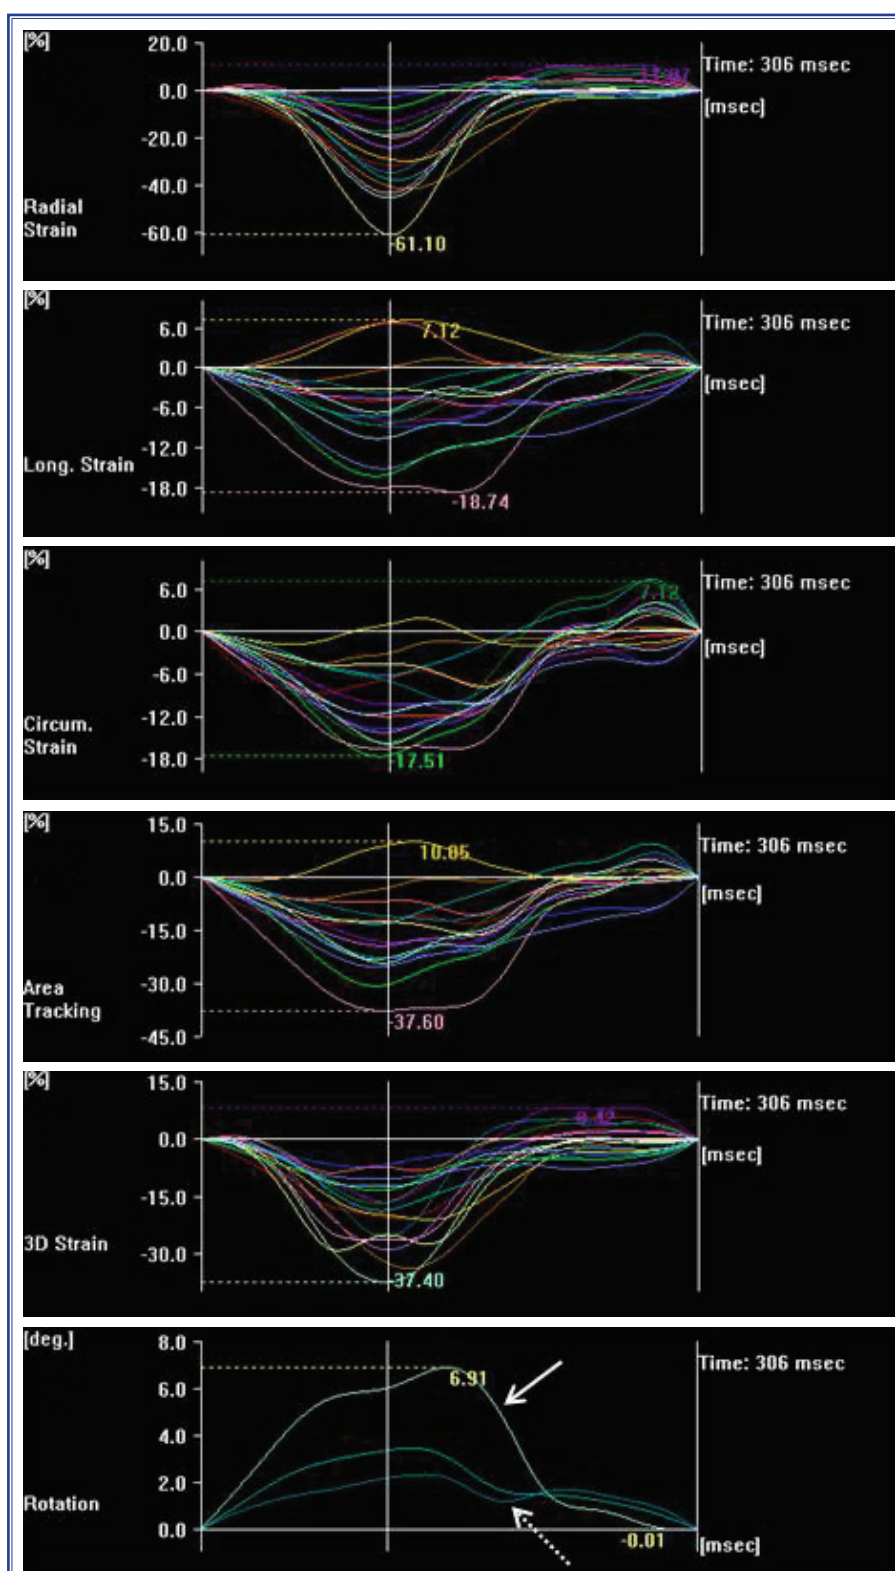 [%]
20.0
0.0
-20.0
-40.0
-60.0
Radial
Strain
-61.10
Time: 306 msec
[msec]
[%]
6.0
0.0
-6.0
-12.0
-18.0
Long. Strain
7.12
-18.74
Time: 306 msec
[msec]
[%]
6.0
0.0
-6.0
-12.0
-18.0
Circum.
Strain
7.12
-17.51
Time: 306 msec
[msec]
[%]
15.0
0.0
-15.0
-30.0
-45.0
Area
Tracking
10.05
-37.60
Time: 306 msec
[msec]
[%]
15.0
0.0
-15.0
-30.0
3D Strain
-37.40
Time: 306 msec
[msec]
[deg.]
8.0
6.0
4.0
2.0
0.0
Rotation
6.91
-0.01
Time: 306 msec
[msec]